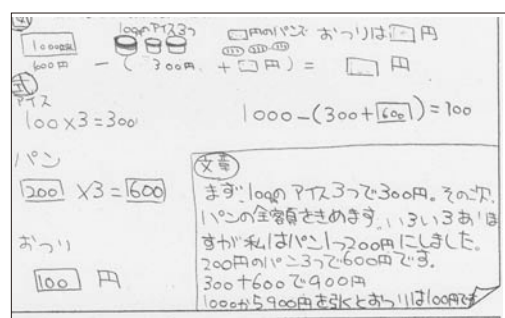 図
100円のアイス3つ □円のパンズ おつりは□円
1000円
600円 － ( 300円 ＋ □円 ) ＝ □円
式
アイス
100×3=300
1000－(300+600)=100
パン
200 ×3=600
おつり
100 円
文章
まず、100円のアイス3つで300円。その次、
パンの全額をきめます。いろいろありま
すが私はパン1つ200円にしました。
200円のパン3つで600円です。
300+600で900円
1000から900円を引くとおつりは100円です